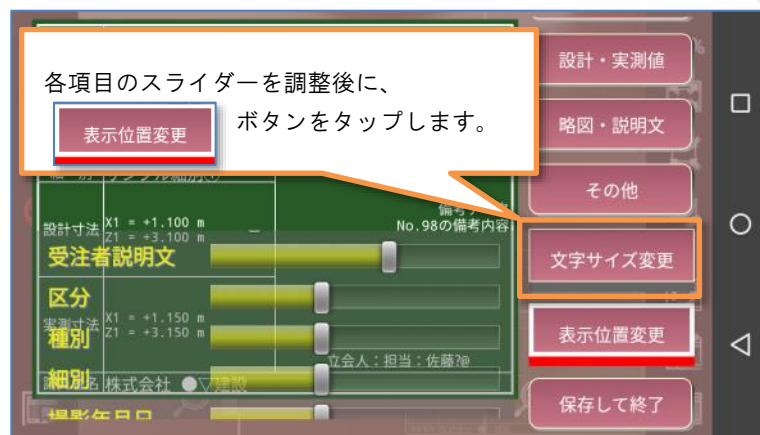 各項目のスライダーを調整後に、
表示位置変更 ボタンをタップします。
設計・実測値
略図・説明文
その他
文字サイズ変更
表示位置変更
保存して終了
No.98の備考内容
設計寸法 X1 = +1.100 m
Z1 = +3.100 m
受注者説明文
区分
実測寸法 X1 = +1.150 m
種別 Z1 = +3.150 m
立会人：担当：佐藤?@
細別
株式会社 ●▽建設
撮影年月日